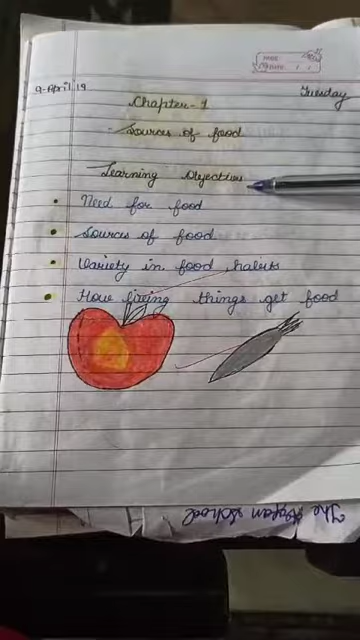 9-April 19
Tuesday
Chapter-1
Sources of food
Learning Objectives
• Need for food
• Sources of food
• Variety in food habits
• How living things get food
The Aryan School